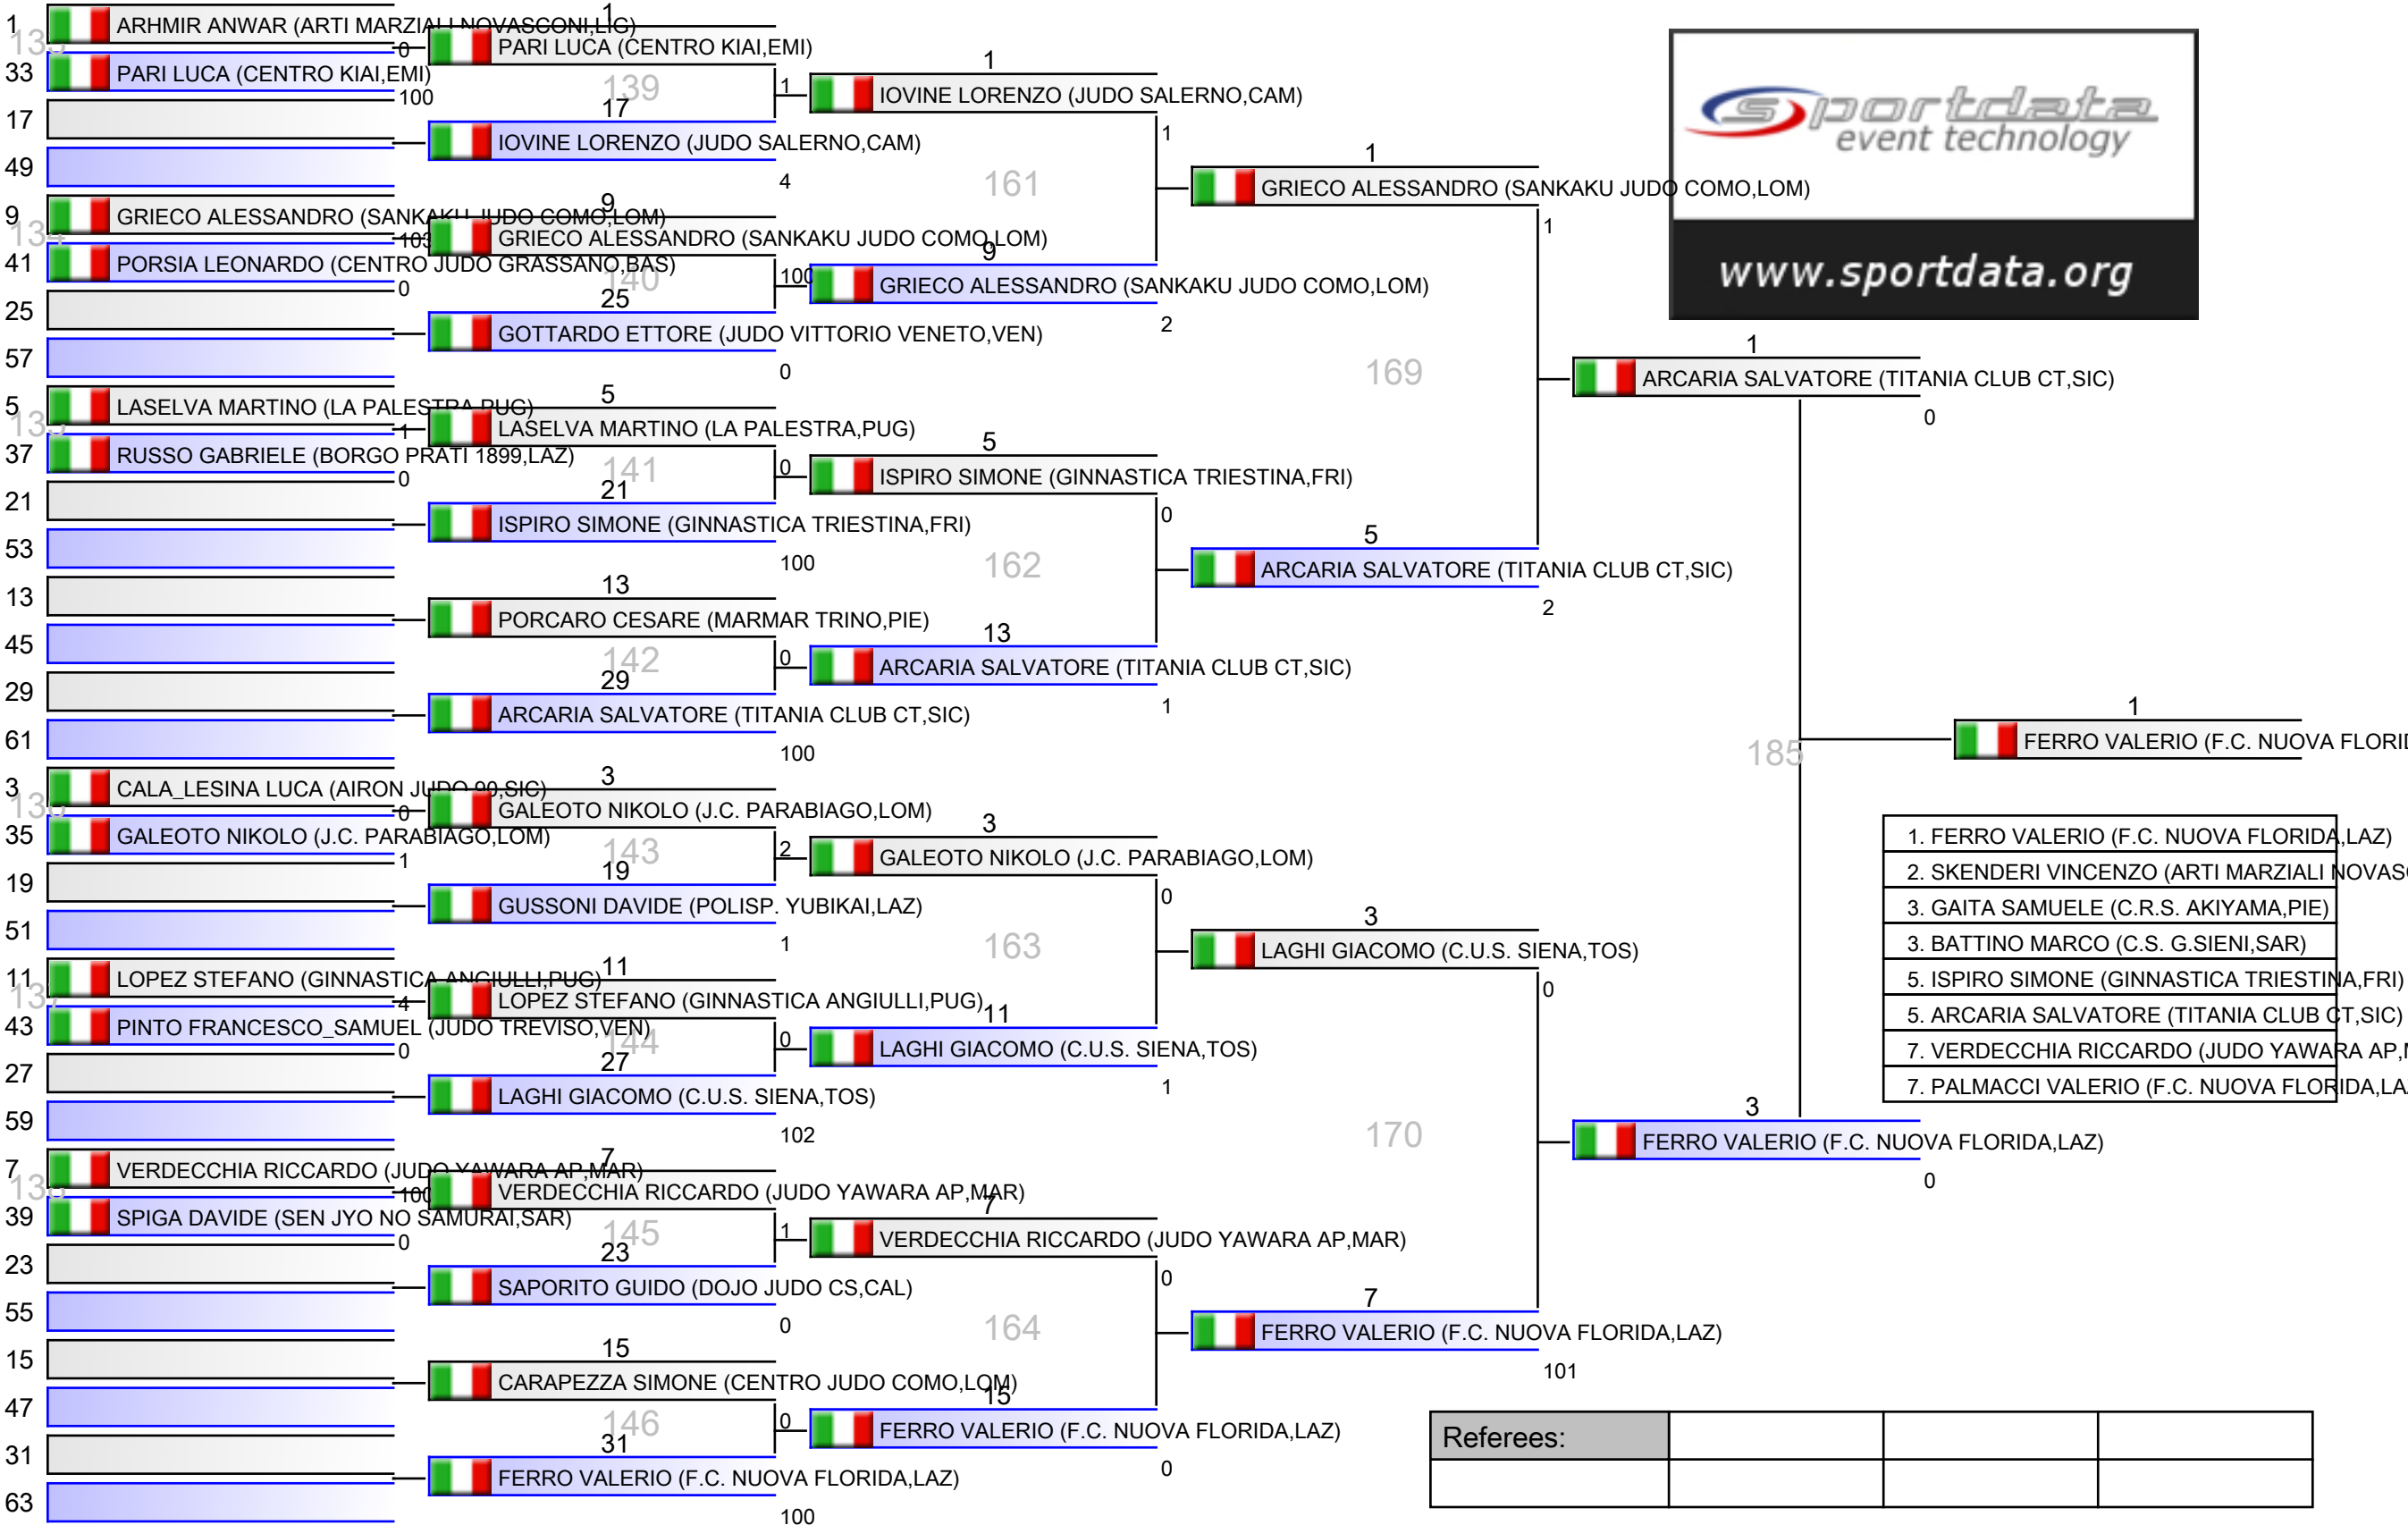 1 ARHMIR ANWAR (ARTI MARZIALI NOVASCONI,LIG)
0
33 PARI LUCA (CENTRO KIAI,EMI)
100
17
49
9 GRIECO ALESSANDRO (SANKAKU JUDO COMO,LOM)
134
103
41 PORSIA LEONARDO (CENTRO JUDO GRASSANO,BAS)
0
25
57
5 LASELVA MARTINO (LA PALESTRA,PUG)
1
37 RUSSO GABRIELE (BORGO PRATI 1899,LAZ)
0
21
53
13
45
29
61
3 CALA_LESINA LUCA (AIRON JUDO 90,SIC)
0
35 GALEOTO NIKOLO (J.C. PARABIAGO,LOM)
1
19
51
11 LOPEZ STEFANO (GINNASTICA ANGIULLI,PUG)
4
43 PINTO FRANCESCO_SAMUEL (JUDO TREVISO,VEN)
0
27
59
7 VERDECCHIA RICCARDO (JUDO YAWARA AP,MAR)
100
39 SPIGA DAVIDE (SEN JYO NO SAMURAI,SAR)
0
23
55
15
47
31
63
1
PARI LUCA (CENTRO KIAI,EMI)
139
1
17
IOVINE LORENZO (JUDO SALERNO,CAM)
4
9
GRIECO ALESSANDRO (SANKAKU JUDO COMO,LOM)
140
100
25
GOTTARDO ETTORE (JUDO VITTORIO VENETO,VEN)
0
5
LASELVA MARTINO (LA PALESTRA,PUG)
141
0
21
ISPIRO SIMONE (GINNASTICA TRIESTINA,FRI)
100
13
PORCARO CESARE (MARMAR TRINO,PIE)
142
0
29
ARCARIA SALVATORE (TITANIA CLUB CT,SIC)
100
3
GALEOTO NIKOLO (J.C. PARABIAGO,LOM)
143
2
19
GUSSONI DAVIDE (POLISP. YUBIKAI,LAZ)
1
11
LOPEZ STEFANO (GINNASTICA ANGIULLI,PUG)
144
0
27
LAGHI GIACOMO (C.U.S. SIENA,TOS)
102
7
VERDECCHIA RICCARDO (JUDO YAWARA AP,MAR)
145
1
23
SAPORITO GUIDO (DOJO JUDO CS,CAL)
0
15
CARAPEZZA SIMONE (CENTRO JUDO COMO,LOM)
146
0
31
FERRO VALERIO (F.C. NUOVA FLORIDA,LAZ)
100
1
IOVINE LORENZO (JUDO SALERNO,CAM)
1
161
9
GRIECO ALESSANDRO (SANKAKU JUDO COMO,LOM)
2
5
ISPIRO SIMONE (GINNASTICA TRIESTINA,FRI)
0
162
13
ARCARIA SALVATORE (TITANIA CLUB CT,SIC)
1
3
GALEOTO NIKOLO (J.C. PARABIAGO,LOM)
0
163
11
LAGHI GIACOMO (C.U.S. SIENA,TOS)
1
7
VERDECCHIA RICCARDO (JUDO YAWARA AP,MAR)
0
164
15
FERRO VALERIO (F.C. NUOVA FLORIDA,LAZ)
0
1
GRIECO ALESSANDRO (SANKAKU JUDO COMO,LOM)
1
169
5
ARCARIA SALVATORE (TITANIA CLUB CT,SIC)
2
3
LAGHI GIACOMO (C.U.S. SIENA,TOS)
0
170
7
FERRO VALERIO (F.C. NUOVA FLORIDA,LAZ)
101
sportdata
event technology
www.sportdata.org
1
ARCARIA SALVATORE (TITANIA CLUB CT,SIC)
0
185
3
FERRO VALERIO (F.C. NUOVA FLORIDA,LAZ)
0
1
FERRO VALERIO (F.C. NUOVA FLORI
1. FERRO VALERIO (F.C. NUOVA FLORIDA,LAZ)
2. SKENDERI VINCENZO (ARTI MARZIALI NOVAS
3. GAITA SAMUELE (C.R.S. AKIYAMA,PIE)
3. BATTINO MARCO (C.S. G.SIENI,SAR)
5. ISPIRO SIMONE (GINNASTICA TRIESTINA,FRI)
5. ARCARIA SALVATORE (TITANIA CLUB CT,SIC)
7. VERDECCHIA RICCARDO (JUDO YAWARA AP,
7. PALMACCI VALERIO (F.C. NUOVA FLORIDA,LA
Referees: